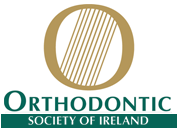 ORTHODONTIC
SOCIETY OF IRELAND